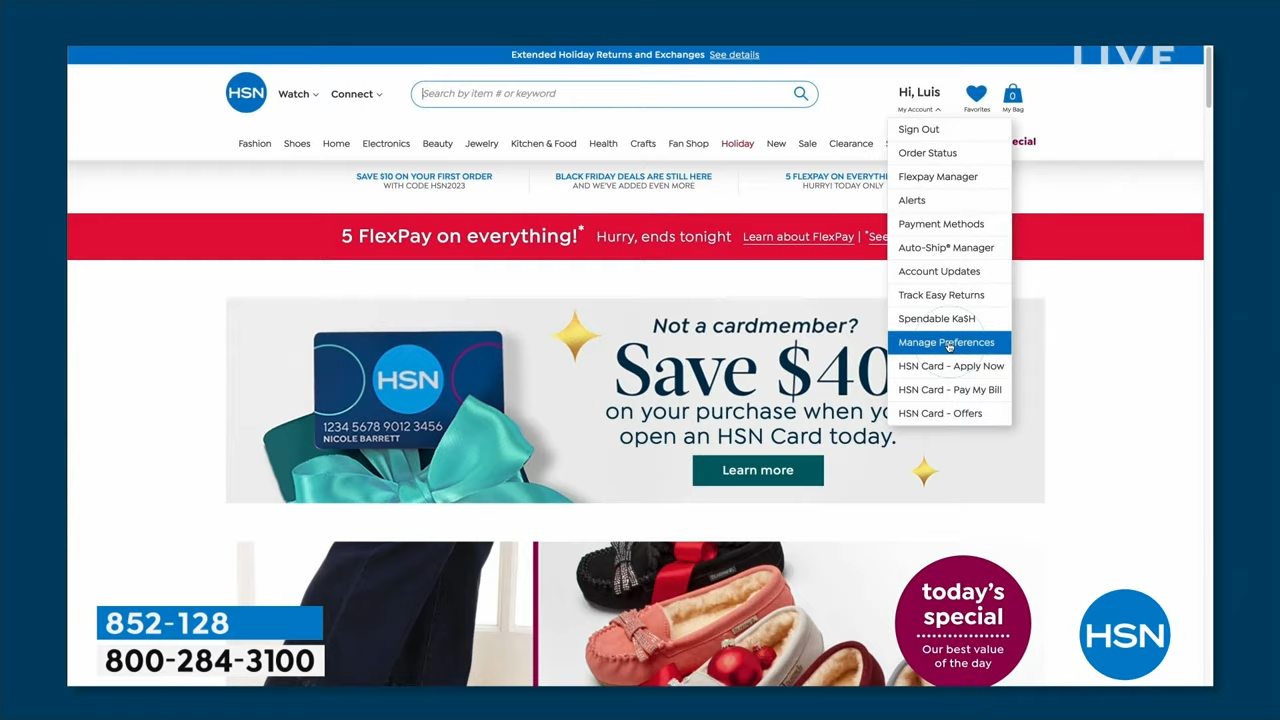 Extended Holiday Returns and Exchanges See details
LIVE
HSN
Watch
Connect
Search by item # or keyword
Hi, Luis
My Account
Favorites
0
My Bag
Fashion Shoes Home Electronics Beauty Jewelry Kitchen & Food Health Crafts Fan Shop Holiday New Sale Clearance
ecial
Sign Out
Order Status
Flexpay Manager
Alerts
Payment Methods
Auto-Ship® Manager
Account Updates
Track Easy Returns
Spendable Ka$H
Manage Preferences
HSN Card - Apply Now
HSN Card - Pay My Bill
HSN Card - Offers
SAVE $10 ON YOUR FIRST ORDER
WITH CODE HSN2023
BLACK FRIDAY DEALS ARE STILL HERE
AND WE'VE ADDED EVEN MORE
5 FLEXPAY ON EVERYTH
HURRY! TODAY ONLY
5 FlexPay on everything!* Hurry, ends tonight Learn about FlexPay | *See
HSN
1234 5678 9012 3456
NICOLE BARRETT
Not a cardmember?
Save $40
on your purchase when yo
open an HSN Card today.
Learn more
today's
special
Our best value
of the day
852-128
800-284-3100
HSN